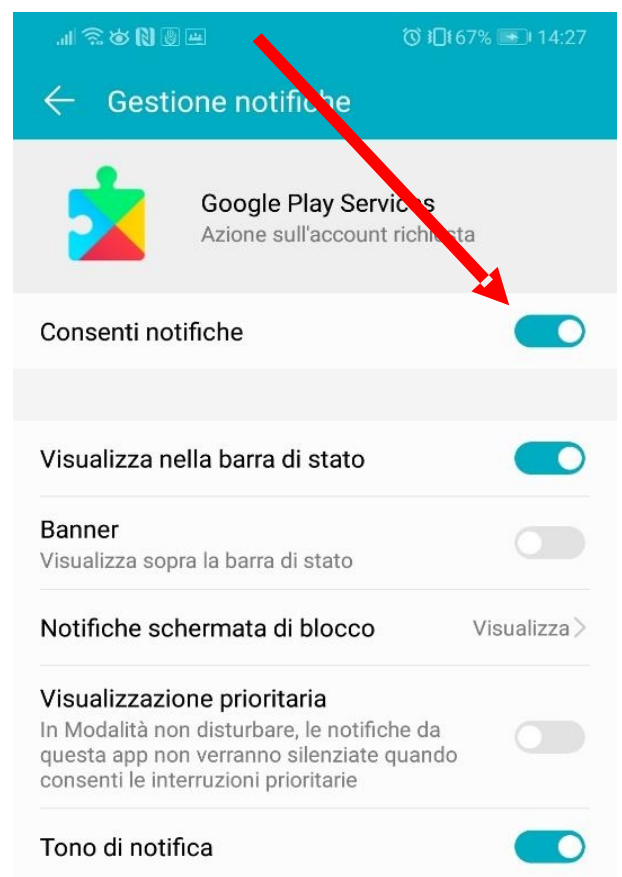 67% 14:27
Gestione notifiche
Google Play Services
Azione sull'account richiesta
Consenti notifiche
Visualizza nella barra di stato
Banner
Visualizza sopra la barra di stato
Notifiche schermata di blocco Visualizza
Visualizzazione prioritaria
In Modalità non disturbare, le notifiche da
questa app non verranno silenziate quando
consenti le interruzioni prioritarie
Tono di notifica